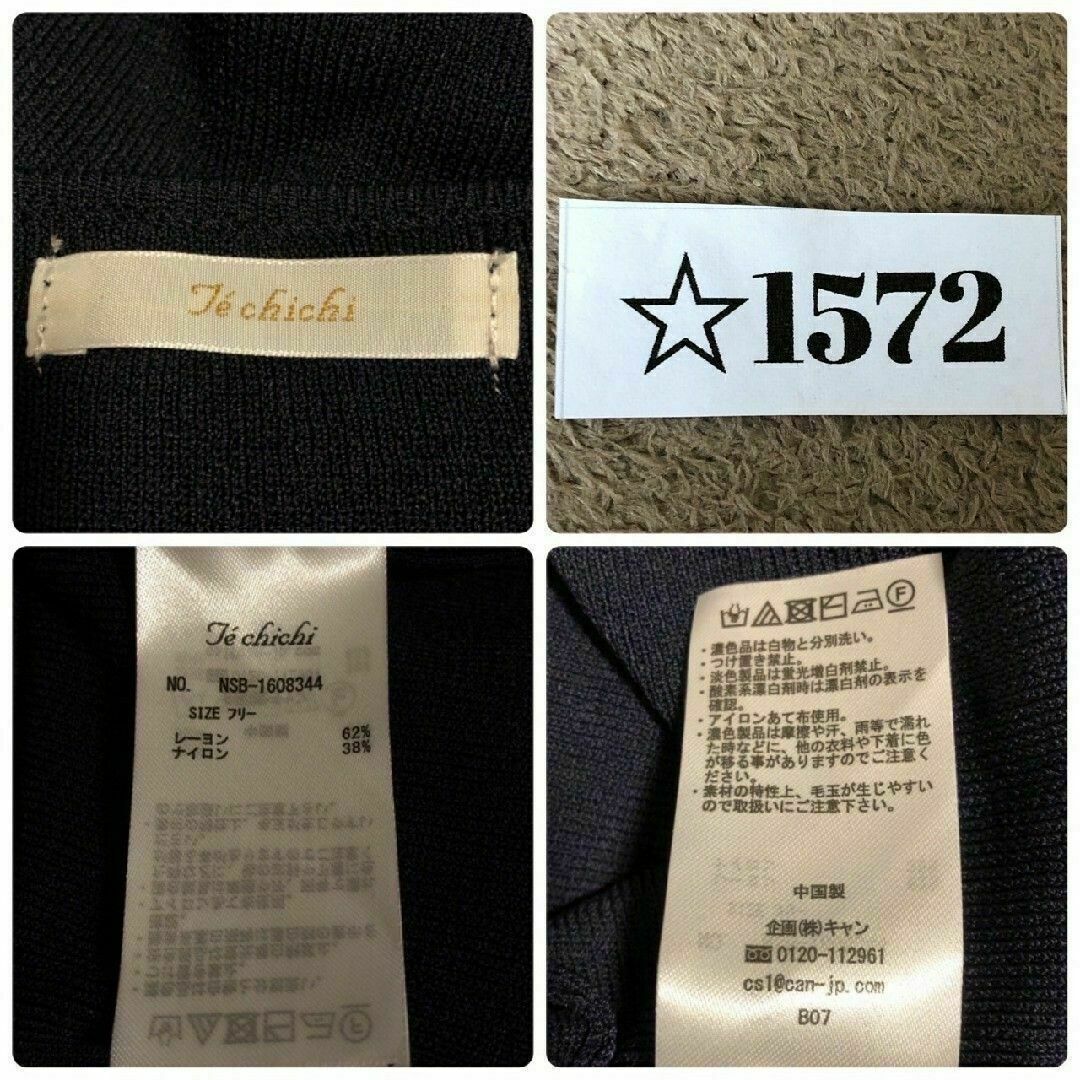 Té chichi
☆1572
Té chichi
NO. NSB-1608344
SIZE フリー
レーヨン 62%
ナイロン 38%
F
・濃色品は白物と分別洗い。
・つけ置き禁止。
・淡色製品は蛍光増白剤禁止。
・酸素系漂白剤時は漂白剤の表示を
確認。
・アイロンあて布使用。
・濃色製品は摩擦や汗、雨等で濡れ
た時などに、他の衣料や下着に色
が移る事がありますのでご注意く
ださい。
・素材の特性上、毛玉が生じやすい
ので取扱いにご注意下さい。
中国製
企画(株)キャン
0120-112961
cs1@can-jp.com
B07